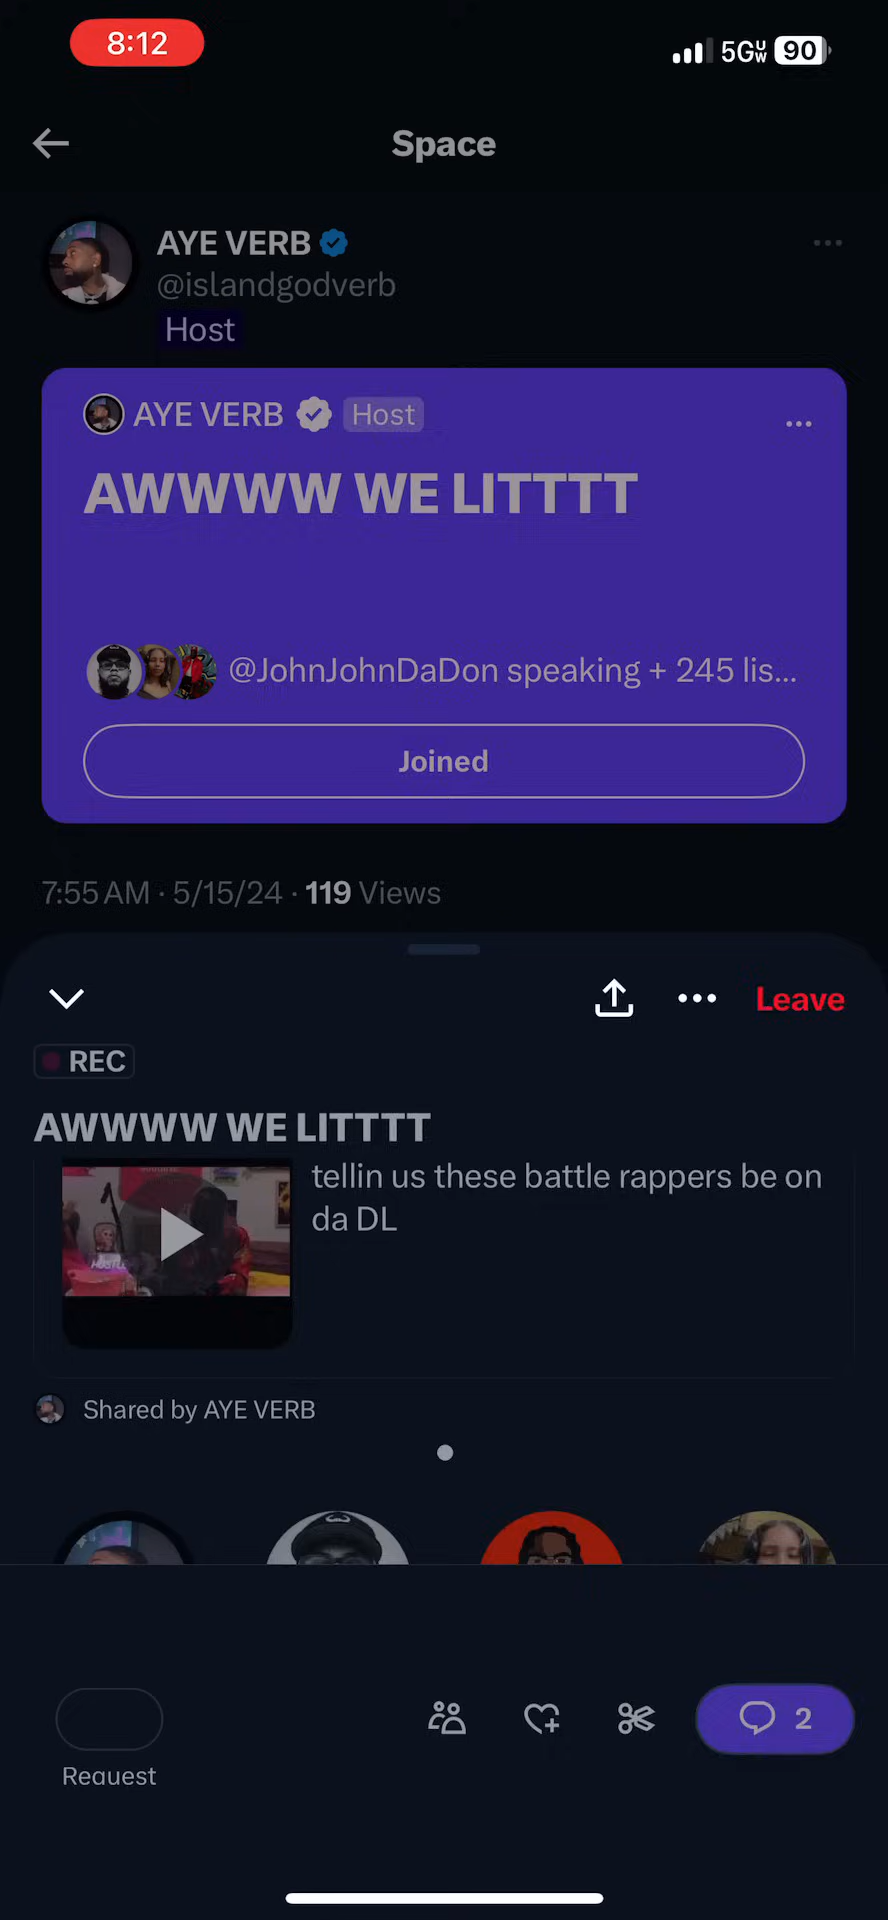 8:12
5GUW 90
Space
AYE VERB
@islandgodverb
Host
AYE VERB Host
AWWWW WE LITTTT
@JohnJohnDaDon speaking + 245 lis...
Joined
7:55 AM · 5/15/24 · 119 Views
Leave
REC
AWWWW WE LITTTT
tellin us these battle rappers be on
da DL
Shared by AYE VERB
2
Request